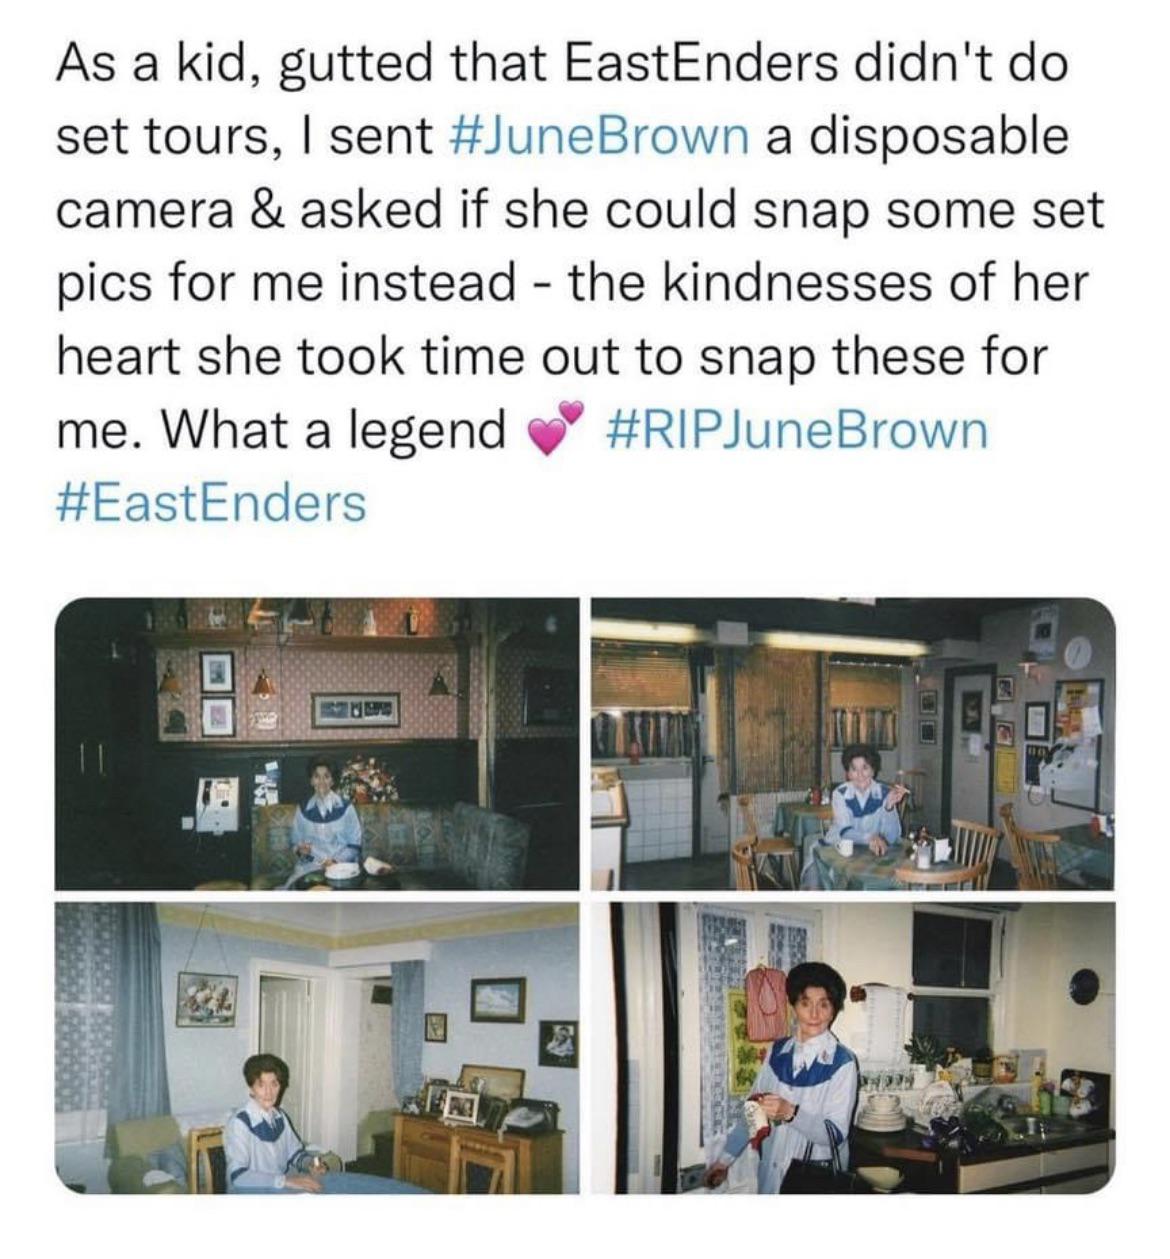 As a kid, gutted that EastEnders didn't do
set tours, I sent #JuneBrown a disposable
camera & asked if she could snap some set
pics for me instead - the kindnesses of her
heart she took time out to snap these for
me. What a legend 💕 #RIPJuneBrown
#EastEnders